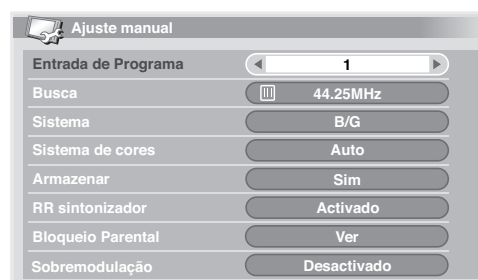 Ajuste manual
Entrada de Programa 1
Busca 44.25MHz
Sistema B/G
Sistema de cores Auto
Armazenar Sim
RR sintonizador Activado
Bloqueio Parental Ver
Sobremodulação Desactivado